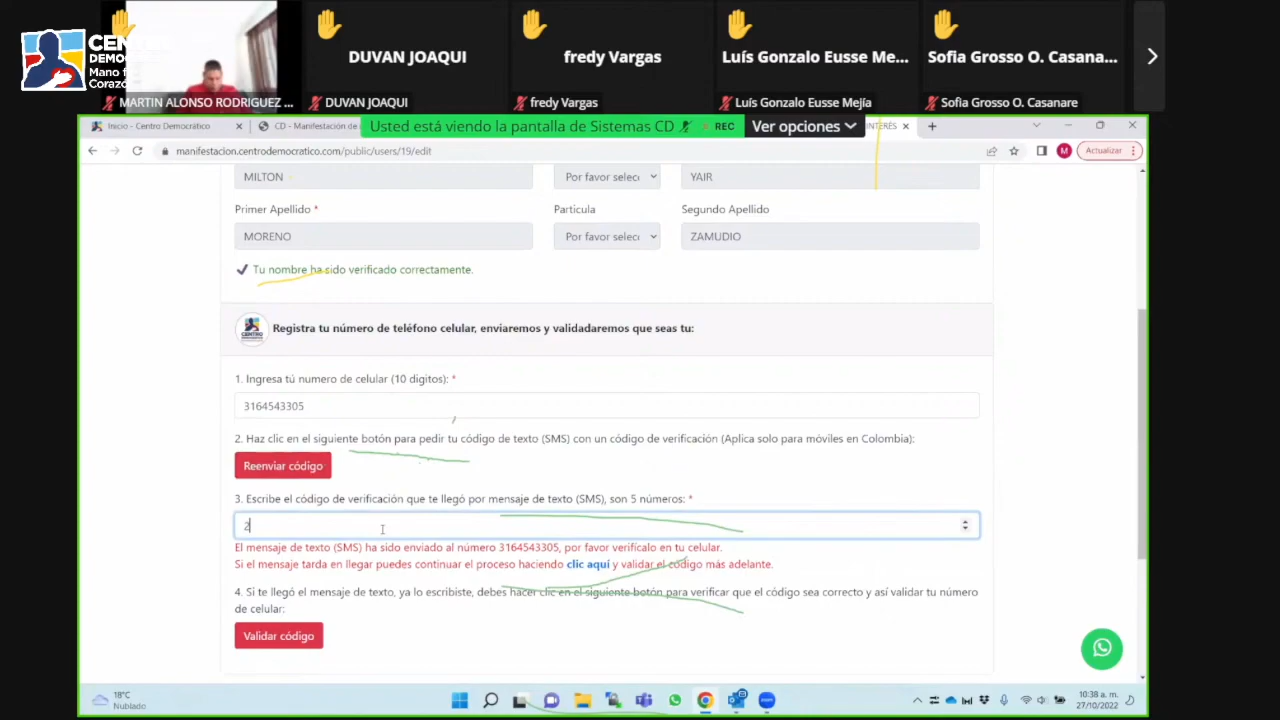 CENTRO
DEMOCRÁTICO
Mano f
Corazó
DUVAN JOAQUI
fredy Vargas
Luís Gonzalo Eusse Me...
Sofia Grosso O. Casana...
MARTIN ALONSO RODRIGUEZ ...
DUVAN JOAQUI
fredy Vargas
Luís Gonzalo Eusse Mejía
Sofia Grosso O. Casanare
Inicio - Centro Democrático
CD - Manifestación de
Usted está viendo la pantalla de Sistemas CD
REC
Ver opciones
INTERÉS
manifestacion.centrodemocratico.com/public/users/19/edit
M
Actualizar
MILTON
Por favor selec
YAIR
Primer Apellido *
Particula
Segundo Apellido
MORENO
Por favor selec
ZAMUDIO
Tu nombre ha sido verificado correctamente.
CENTRO
Registra tu número de teléfono celular, enviaremos y validadaremos que seas tu:
1. Ingresa tú numero de celular (10 digitos): *
3164543305
2. Haz clic en el siguiente botón para pedir tu código de texto (SMS) con un código de verificación (Aplica solo para móviles en Colombia):
Reenviar código
3. Escribe el código de verificación que te llegó por mensaje de texto (SMS), son 5 números: *
2
El mensaje de texto (SMS) ha sido enviado al número 3164543305, por favor verifícalo en tu celular.
Si el mensaje tarda en llegar puedes continuar el proceso haciendo clic aquí y validar el código más adelante.
4. Si te llegó el mensaje de texto, ya lo escribiste, debes hacer clic en el siguiente botón para verificar que el código sea correcto y así validar tu número
de celular:
Validar código
18°C
Nublado
10:38 a. m.
27/10/2022